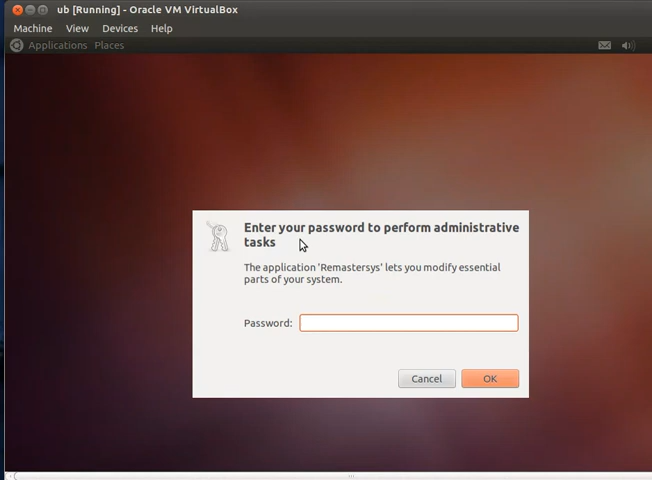 ub [Running] - Oracle VM VirtualBox
Machine View Devices Help
Applications Places
Enter your password to perform administrative
tasks
The application 'Remastersys' lets you modify essential
parts of your system.
Password:
Cancel OK